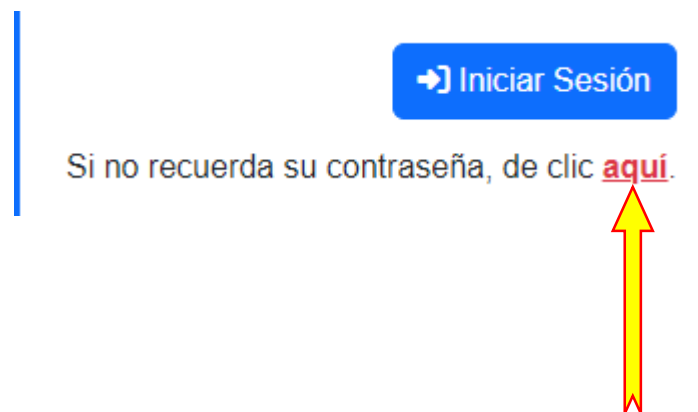 Iniciar Sesión
Si no recuerda su contraseña, de clic aquí.